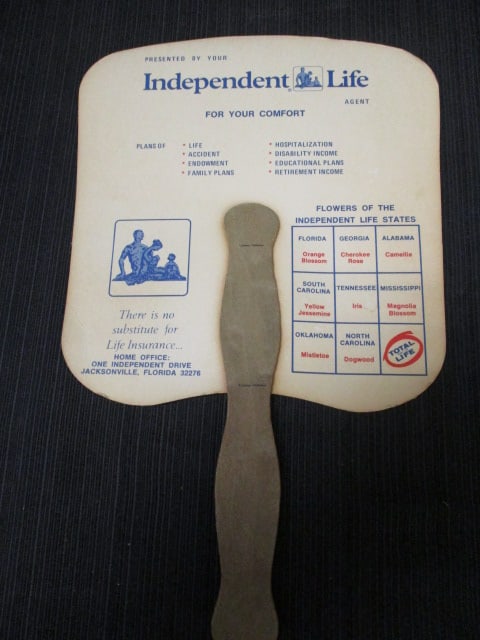 PRESENTED BY YOUR
Independent Life
AGENT
FOR YOUR COMFORT
PLANS OF
• LIFE
• ACCIDENT
• ENDOWMENT
• FAMILY PLANS
• HOSPITALIZATION
• DISABILITY INCOME
• EDUCATIONAL PLANS
• RETIREMENT INCOME
There is no
substitute for
Life Insurance...
HOME OFFICE:
ONE INDEPENDENT DRIVE
JACKSONVILLE, FLORIDA 32276
FLOWERS OF THE
INDEPENDENT LIFE STATES
FLORIDA
Orange
Blossom
GEORGIA
Cherokee
Rose
ALABAMA
Camellia
SOUTH
CAROLINA
Yellow
Jessemine
TENNESSEE
Iris
MISSISSIPPI
Magnolia
Blossom
OKLAHOMA
Mistletoe
NORTH
CAROLINA
Dogwood
TOTAL
LIFE